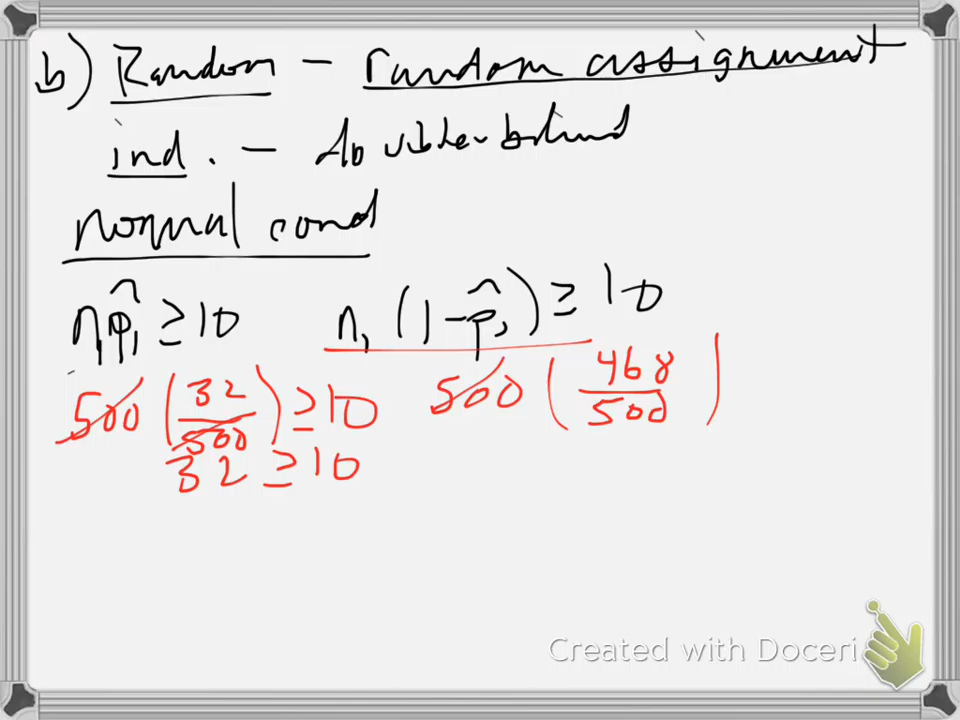 b) Random - random assignment
ind. - double-blind
normal cond
n₁p̂₁ ≥ 10 n₁(1-p̂₁) ≥ 10
500(32/500) ≥ 10 500(468/500)
32 ≥ 10
Created with Doceri